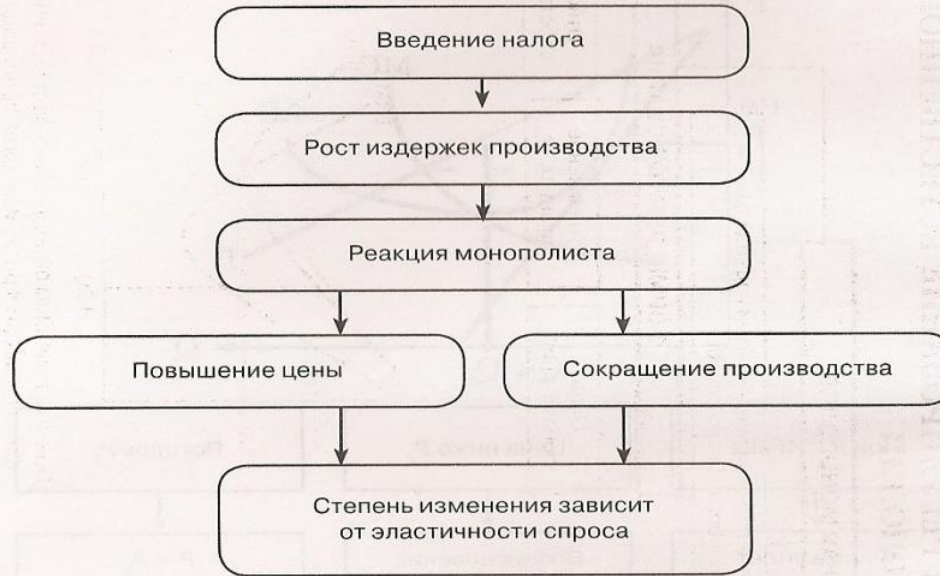 Введение налога
Рост издержек производства
Реакция монополиста
Повышение цены
Сокращение производства
Степень изменения зависит
от эластичности спроса